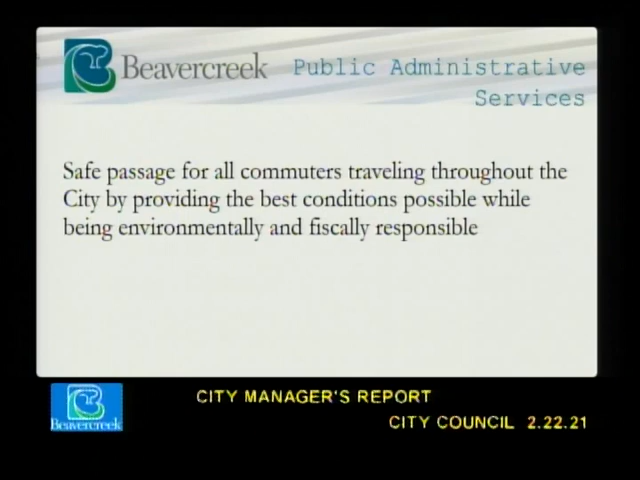 Beavercreek Public Administrative
Services
Safe passage for all commuters traveling throughout the
City by providing the best conditions possible while
being environmentally and fiscally responsible
Beavercreek
CITY MANAGER'S REPORT
CITY COUNCIL 2.22.21